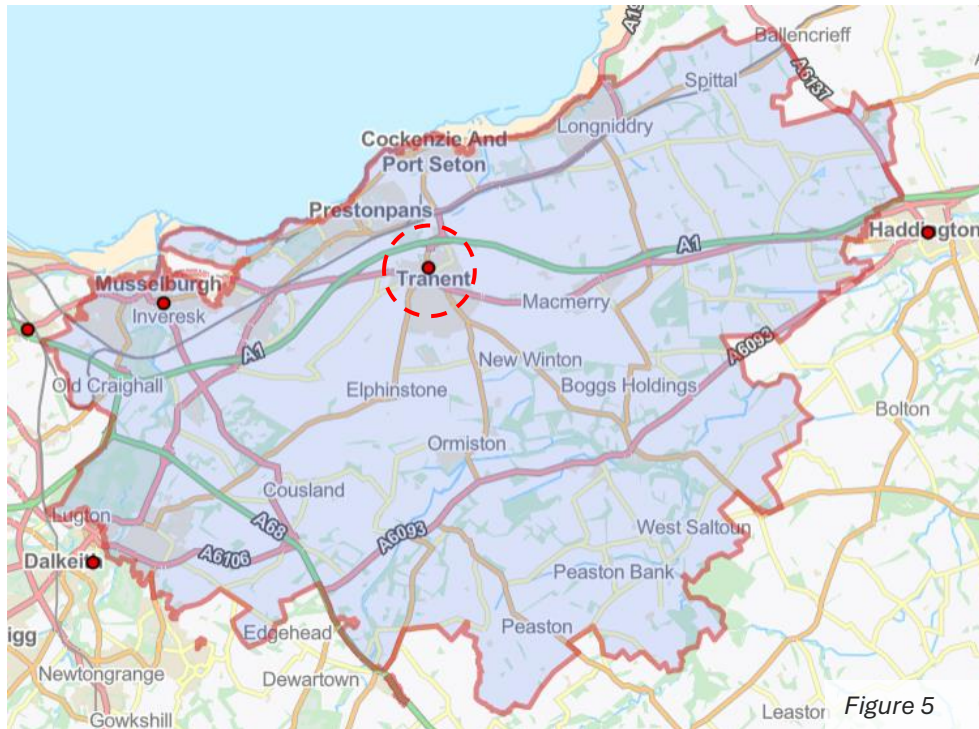 A19
Ballencrieff
A6137
Spittal
Longniddry
Cockenzie And
Port Seton
Prestonpans
Haddington
A1
Tranent
Musselburgh
Inveresk
Macmerry
A1
A6093
New Winton
Old Craighall
Elphinstone
Boggs Holdings
Bolton
Ormiston
Cousland
Lugton
A68
A6093
West Saltoun
Dalkeith
A6106
Peaston Bank
Edgehead
Peaston
igg
Newtongrange
Dewartown
Gowkshill
Leaston
Figure 5